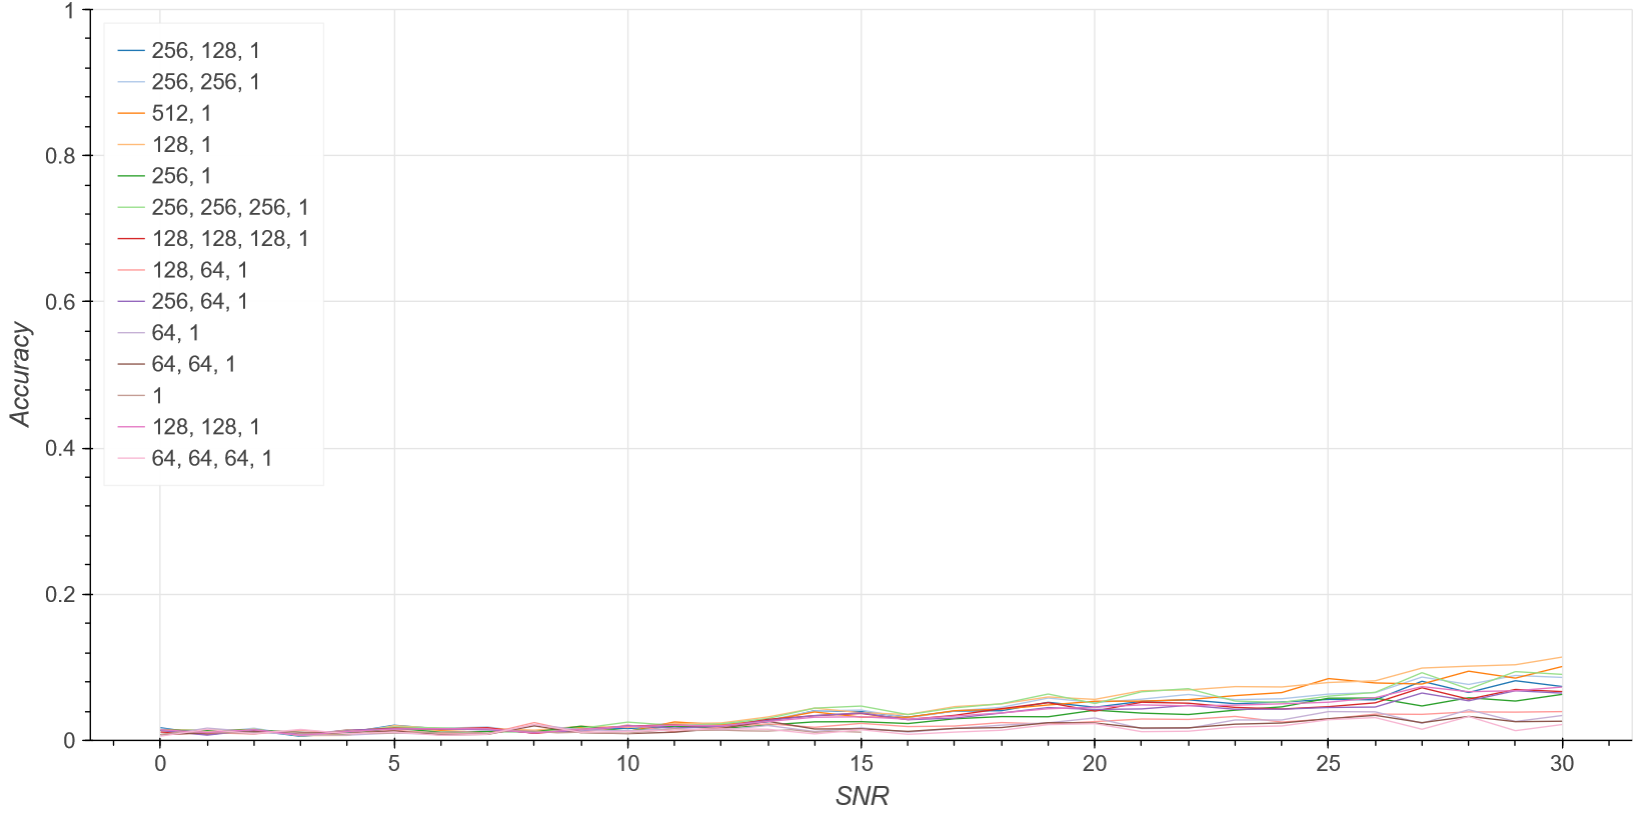 1
0.8
0.6
0.4
0.2
0
Accuracy
256, 128, 1
256, 256, 1
512, 1
128, 1
256, 1
256, 256, 256, 1
128, 128, 128, 1
128, 64, 1
256, 64, 1
64, 1
64, 64, 1
1
128, 128, 1
64, 64, 64, 1
0 5 10 15 20 25 30
SNR